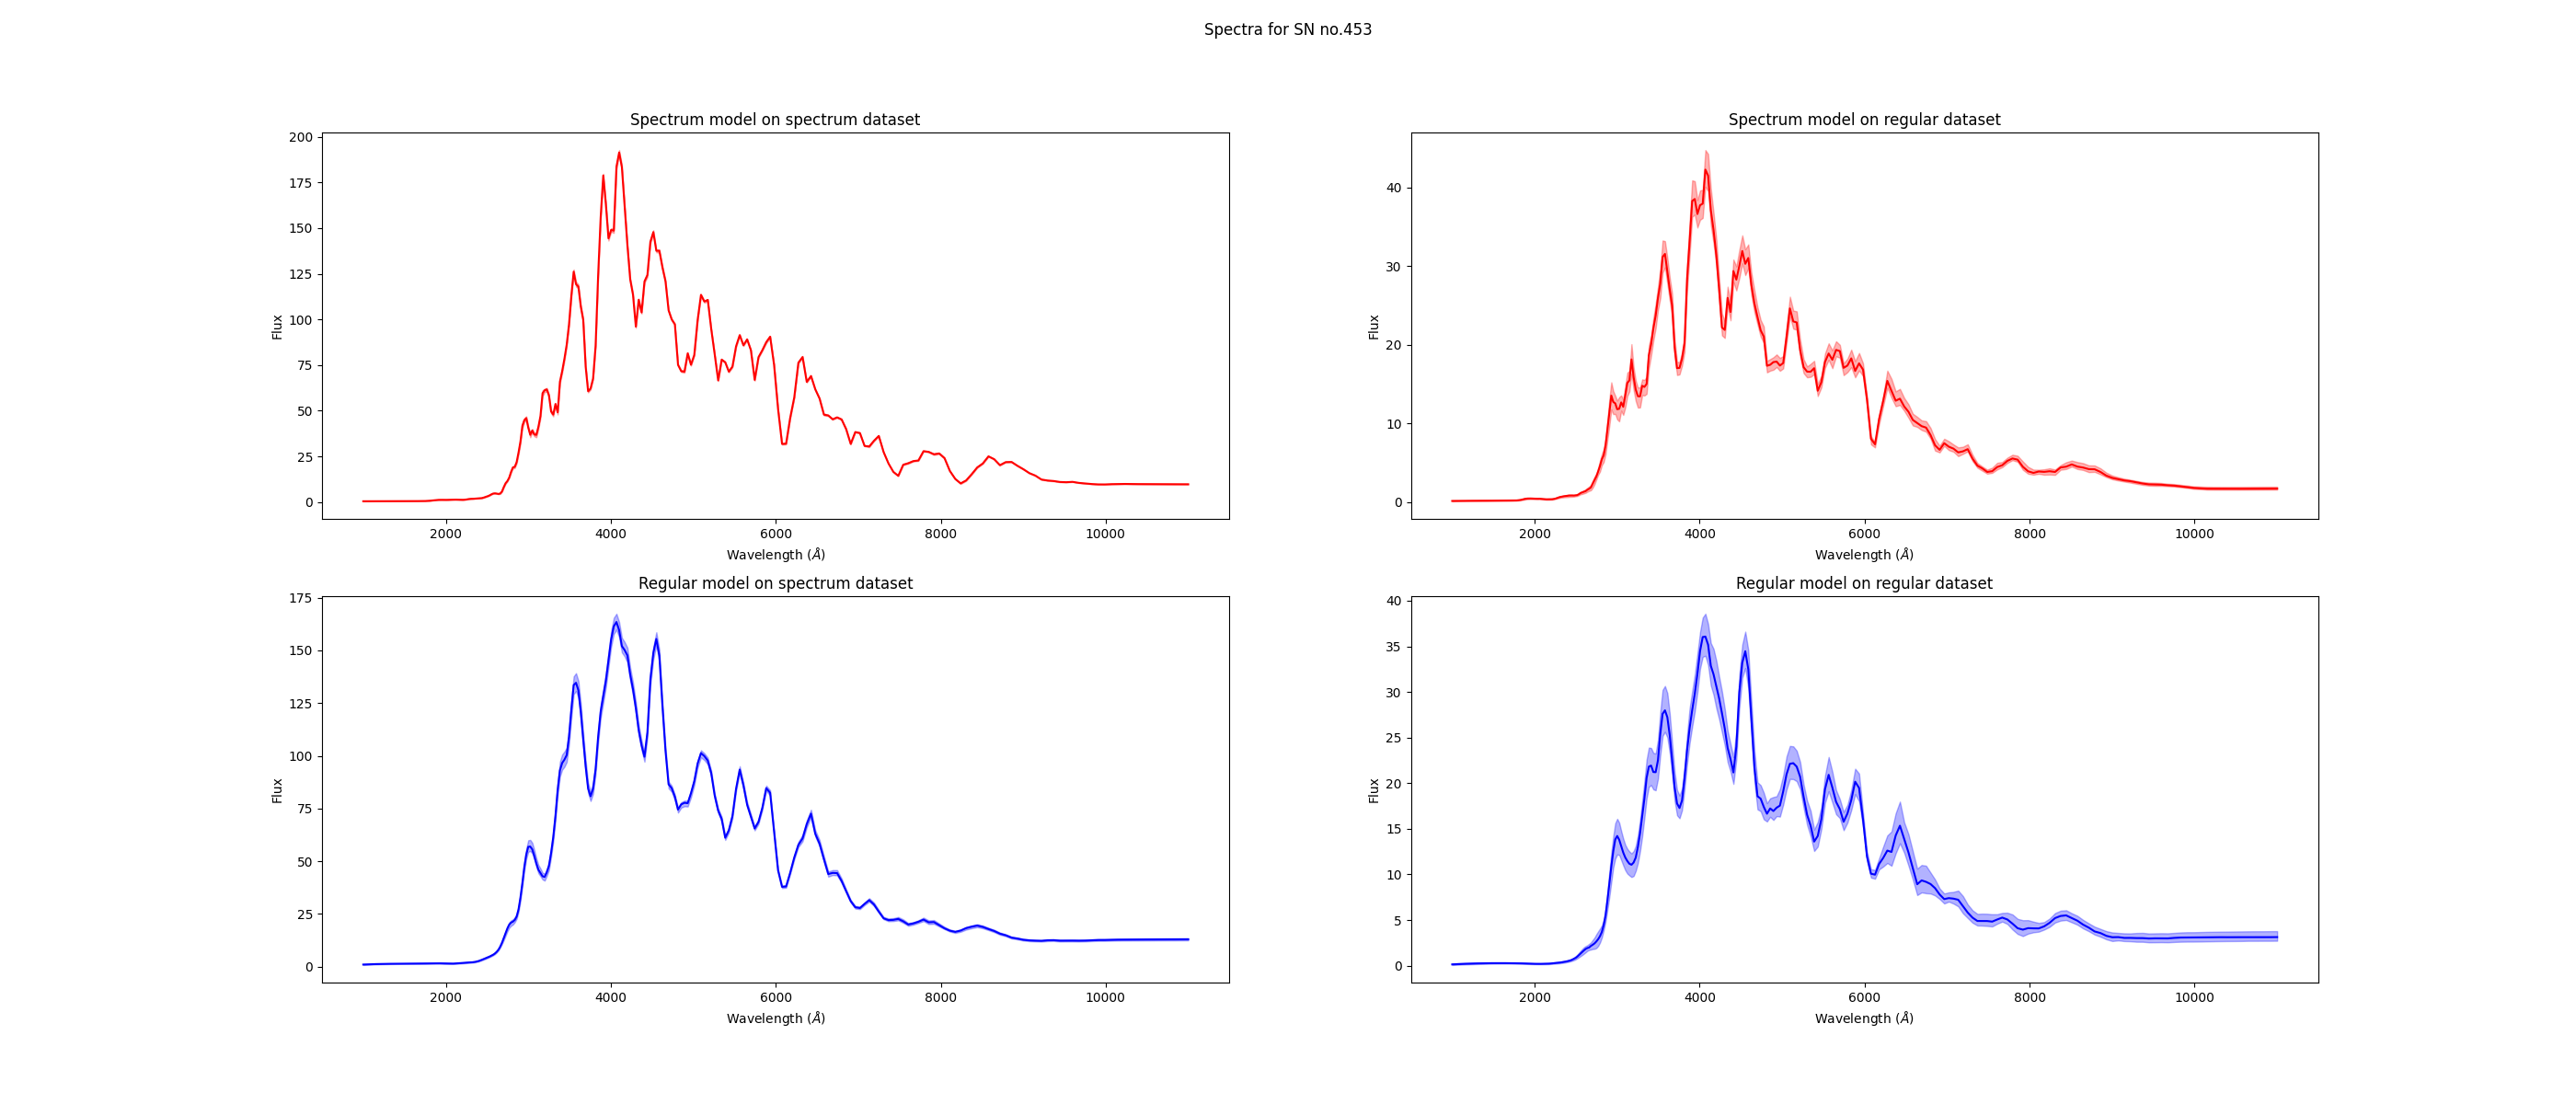 Spectra for SN no.453
Spectrum model on spectrum dataset
200
175
150
125
100
75
50
25
0
Flux
2000 4000 6000 8000 10000
Wavelength (Å)
Spectrum model on regular dataset
40
30
20
10
0
Flux
2000 4000 6000 8000 10000
Wavelength (Å)
Regular model on spectrum dataset
175
150
125
100
75
50
25
0
Flux
2000 4000 6000 8000 10000
Wavelength (Å)
Regular model on regular dataset
40
35
30
25
20
15
10
5
0
Flux
2000 4000 6000 8000 10000
Wavelength (Å)